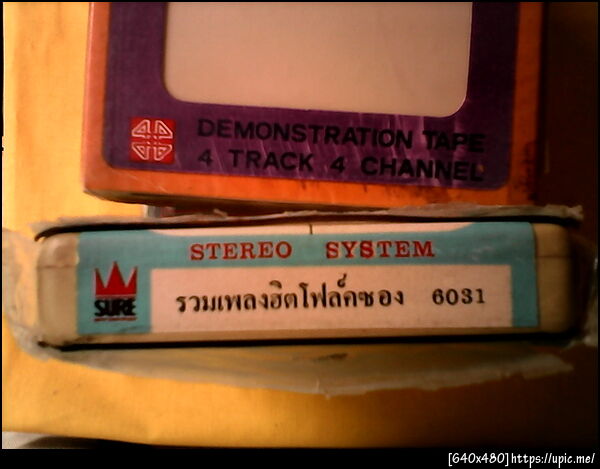 DEMONSTRATION TAPE
4 TRACK 4 CHANNEL
STEREO SYSTEM
SURE
รวมเพลงฮิตโฟล์คซอง 6031
[640x480]https://upic.me/